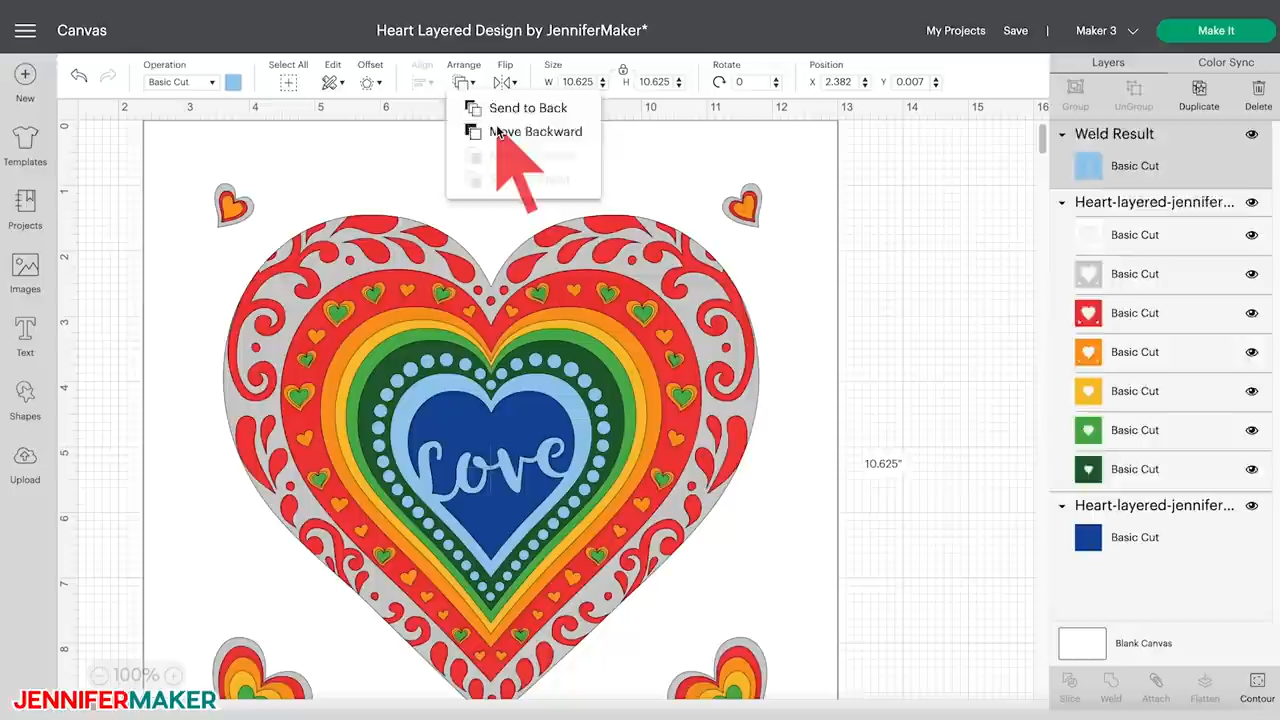 Canvas
Heart Layered Design by JenniferMaker*
My Projects
Save
|
Maker 3
Make It
New
Templates
Projects
Images
Text
Shapes
Upload
Operation
Basic Cut
Select All
Edit
Offset
Align
Arrange
Flip
Size
W 10.625
H 10.625
Rotate
0
Position
X 2.382
Y 0.007
Send to Back
Move Backward
2 3 4 5 6 10 11 12 13 14 15 16
0
1
2
3
4
5
6
7
8
Love
10.625"
100%
JENNIFERMAKER
Layers
Color Sync
Group
UnGroup
Duplicate
Delete
Weld Result
Basic Cut
Heart-layered-jennifer...
Basic Cut
Basic Cut
Basic Cut
Basic Cut
Basic Cut
Basic Cut
Basic Cut
Heart-layered-jennifer...
Basic Cut
Blank Canvas
Slice
Weld
Attach
Flatten
Contour